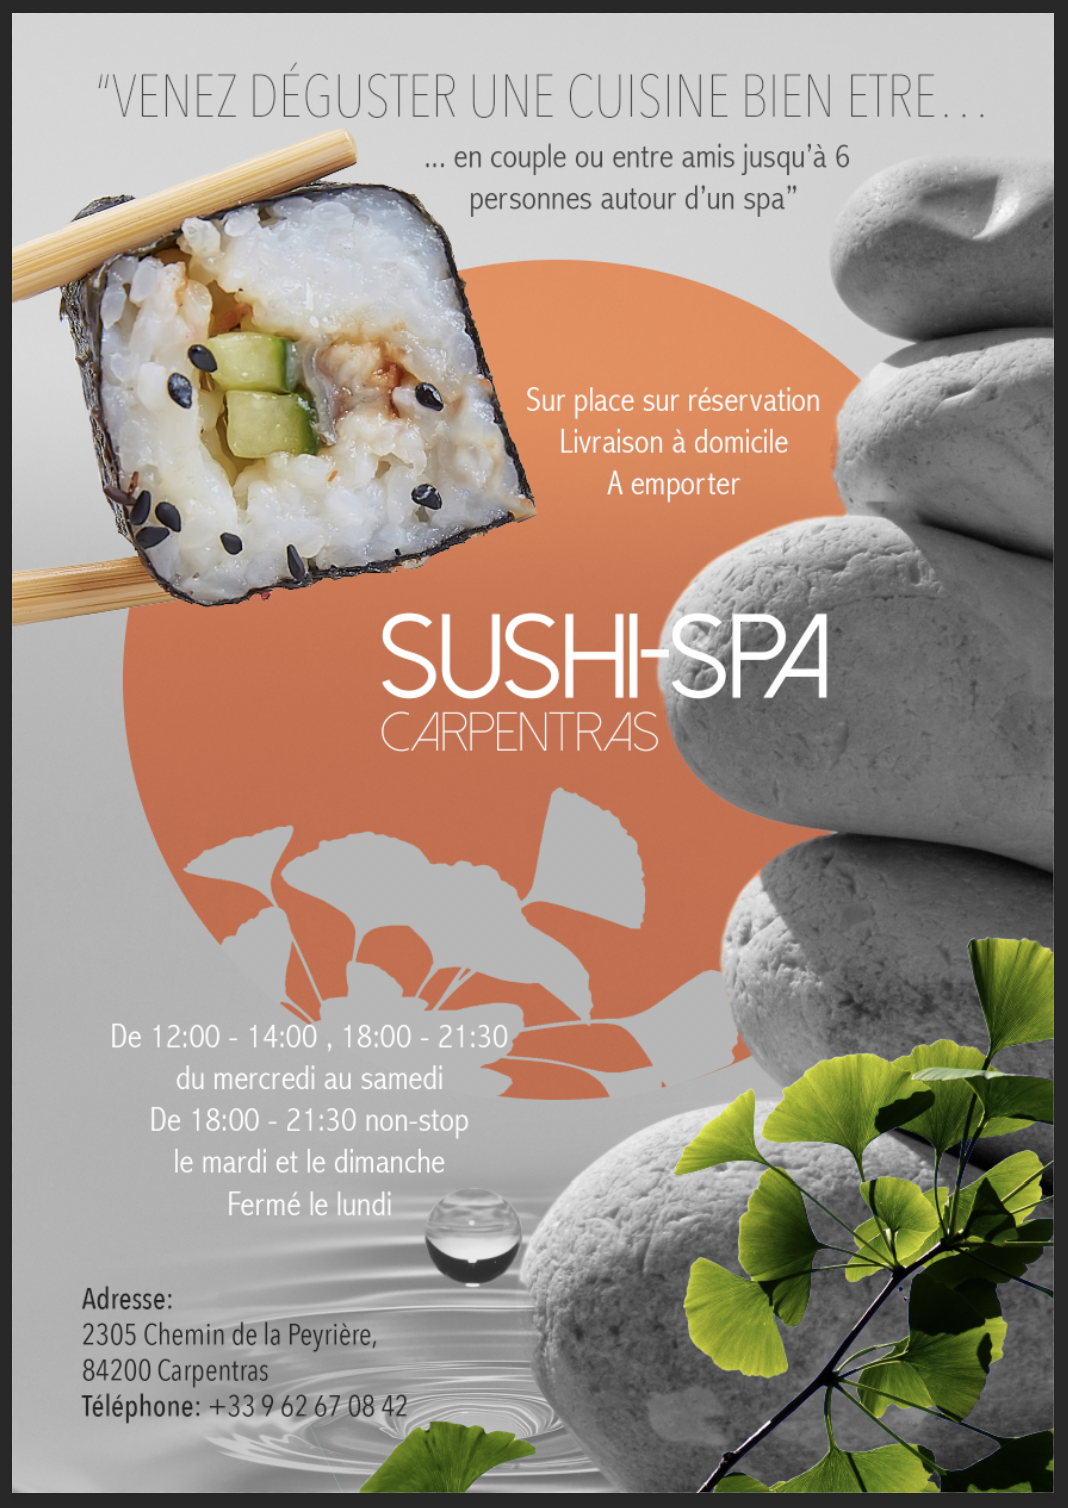 “VENEZ DÉGUSTER UNE CUISINE BIEN ETRE...
... en couple ou entre amis jusqu’à 6
personnes autour d’un spa”
Sur place sur réservation
Livraison à domicile
A emporter
SUSHI-SPA
CARPENTRAS
De 12:00 - 14:00 , 18:00 - 21:30
du mercredi au samedi
De 18:00 - 21:30 non-stop
le mardi et le dimanche
Fermé le lundi
Adresse:
2305 Chemin de la Peyrière,
84200 Carpentras
Téléphone: +33 9 62 67 08 42